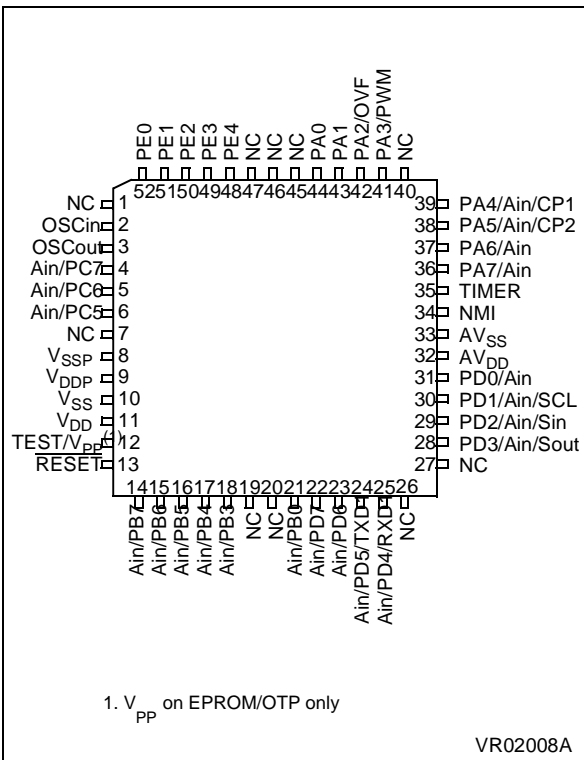 PE0
PE1
PE2
PE3
PE4
NC
NC
NC
PA0
PA1
PA2/OVF
PA3/PWM
NC
52 51 50 49 48 47 46 45 44 43 42 41 40
NC 1
OSCin 2
OSCout 3
Ain/PC7 4
Ain/PC6 5
Ain/PC5 6
NC 7
VSSP 8
VDDP 9
VSS 10
VDD 11
TEST/VPP(1) 12
RESET 13
39 PA4/Ain/CP1
38 PA5/Ain/CP2
37 PA6/Ain
36 PA7/Ain
35 TIMER
34 NMI
33 AVSS
32 AVDD
31 PD0/Ain
30 PD1/Ain/SCL
29 PD2/Ain/Sin
28 PD3/Ain/Sout
27 NC
14 15 16 17 18 19 20 21 22 23 24 25 26
Ain/PB7
Ain/PB6
Ain/PB5
Ain/PB4
Ain/PB3
NC
NC
Ain/PB0
Ain/PD7
Ain/PD6
Ain/PD5/TXD1
Ain/PD4/RXD1
NC
1. VPP on EPROM/OTP only
VR02008A